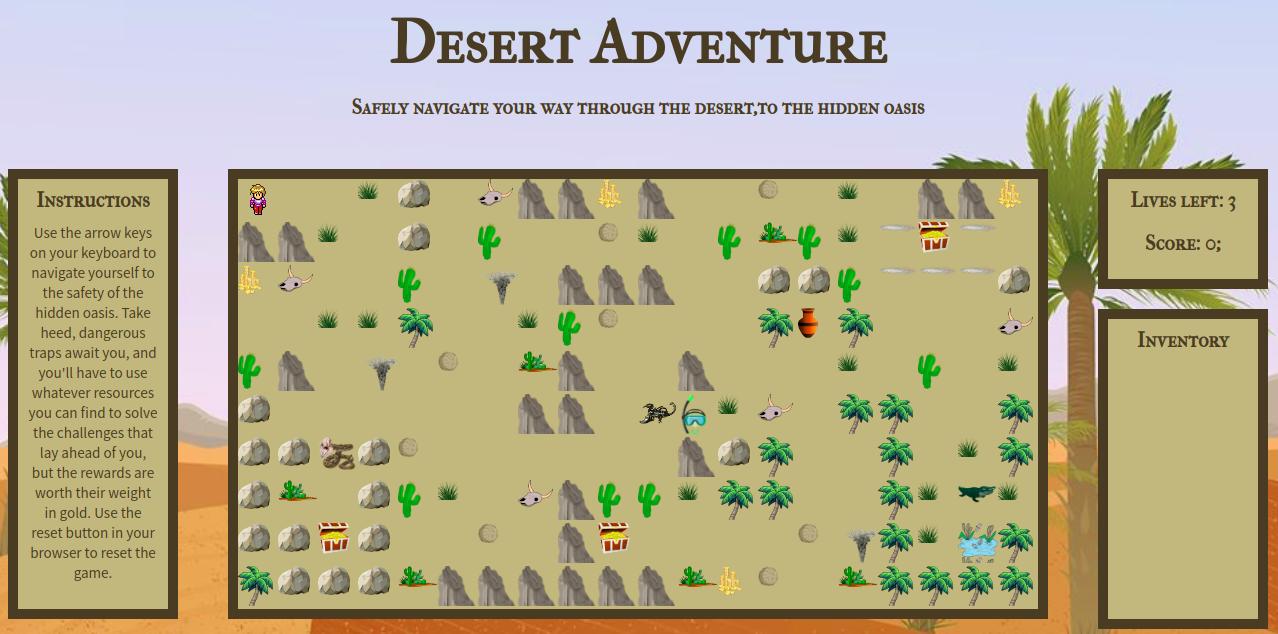 Desert Adventure
Safely navigate your way through the desert,to the hidden oasis
Instructions
Use the arrow keys
on your keyboard to
navigate yourself to
the safety of the
hidden oasis. Take
heed, dangerous
traps await you, and
you'll have to use
whatever resources
you can find to solve
the challenges that
lay ahead of you,
but the rewards are
worth their weight
in gold. Use the
reset button in your
browser to reset the
game.
Lives left: 3
Score: 0;
Inventory